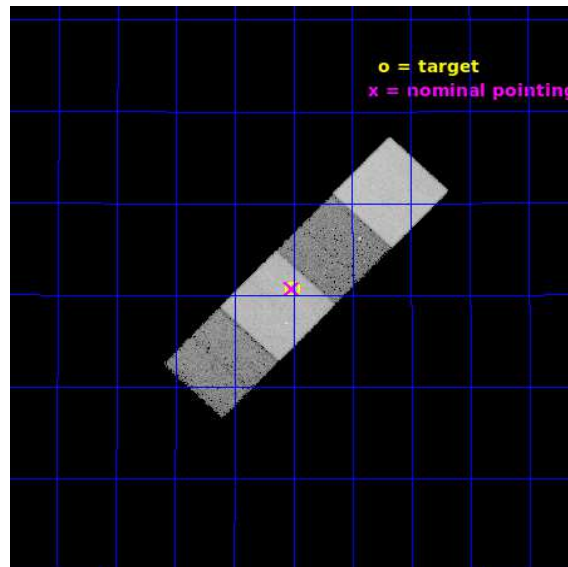 o = target
x = nominal pointing